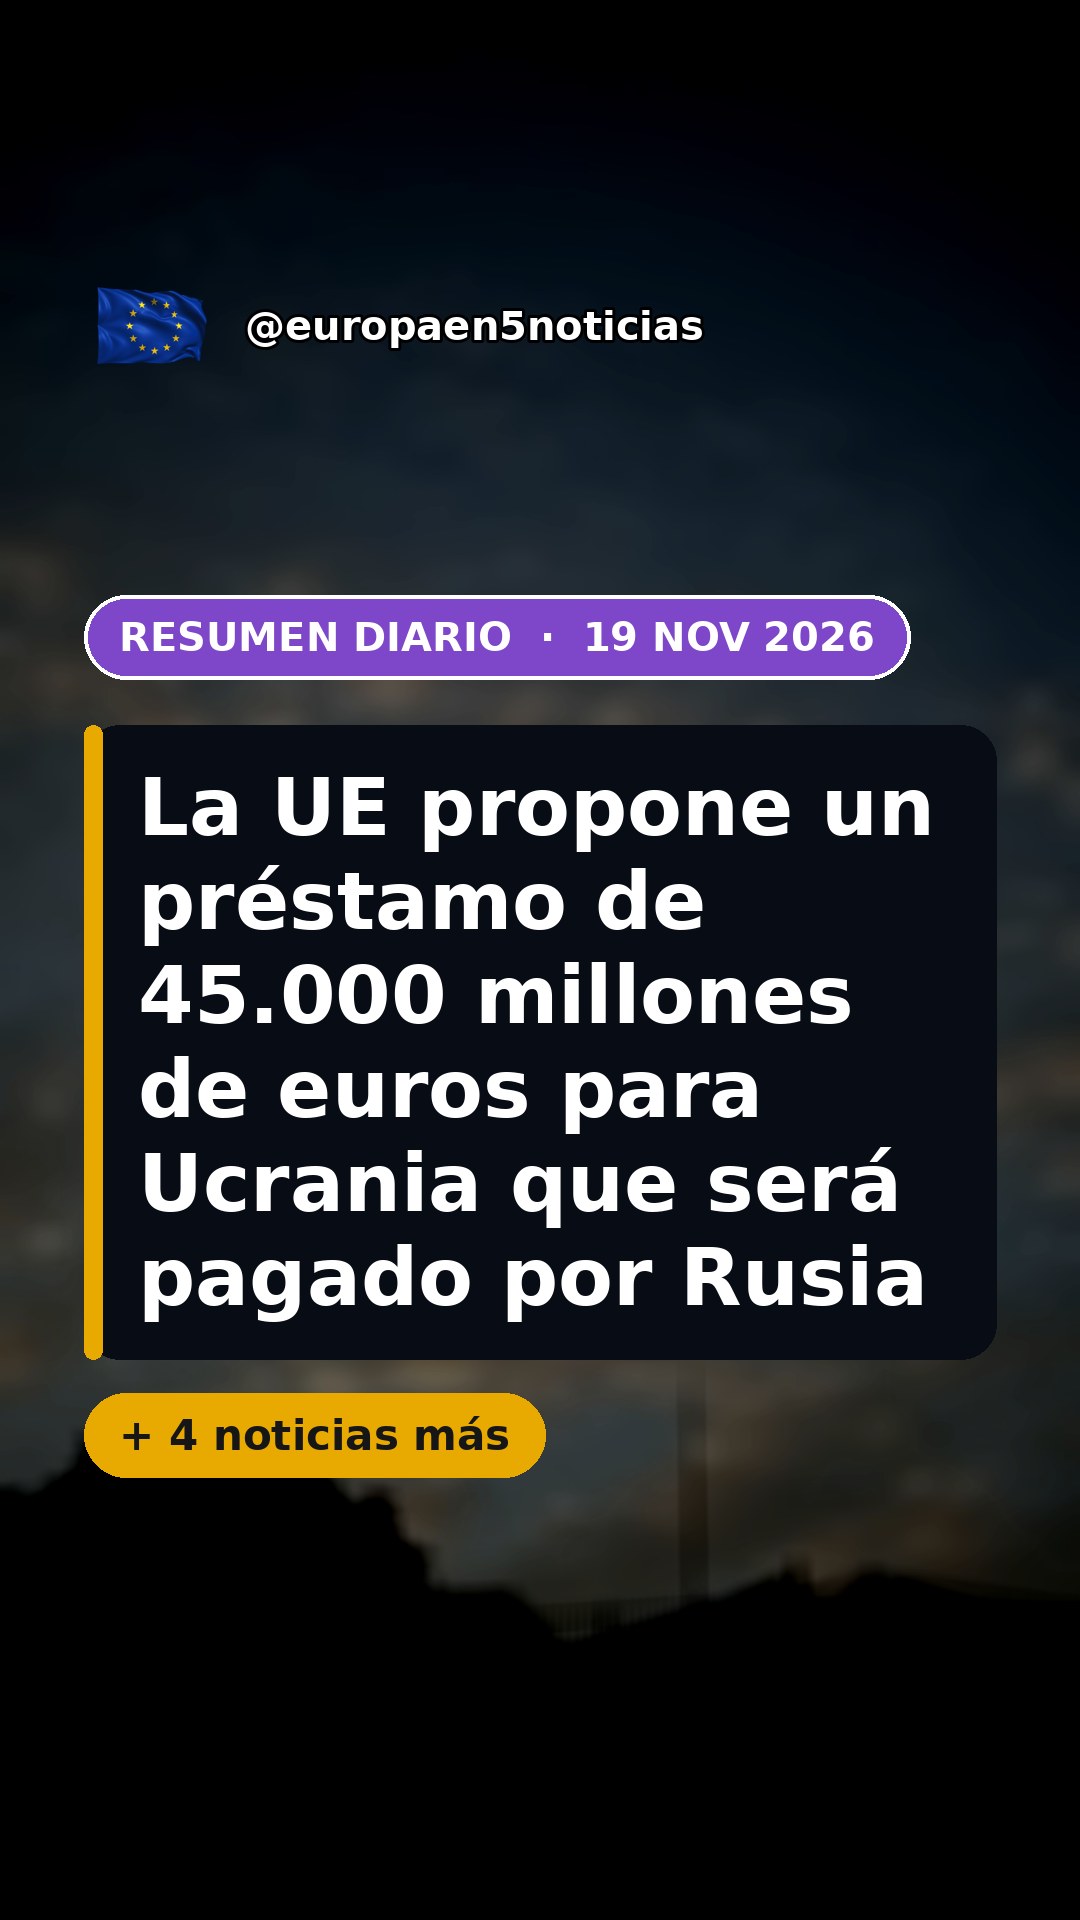 @europaen5noticias
RESUMEN DIARIO · 19 NOV 2026
La UE propone un
préstamo de
45.000 millones
de euros para
Ucrania que será
pagado por Rusia
+ 4 noticias más